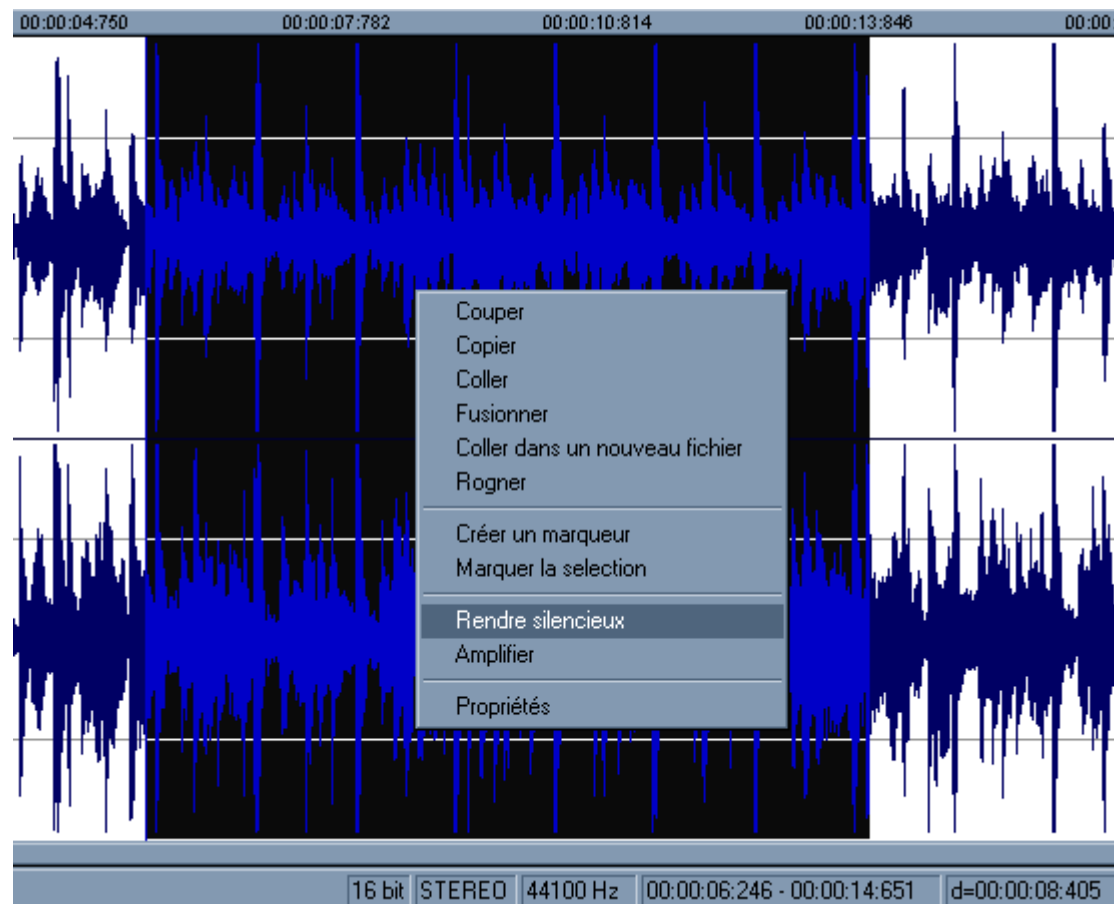 00:00:04:750 00:00:07:782 00:00:10:814 00:00:13:846 00:00:
Couper
Copier
Coller
Fusionner
Coller dans un nouveau fichier
Rogner
Créer un marqueur
Marquer la selection
Rendre silencieux
Amplifier
Propriétés
16 bit STEREO 44100 Hz 00:00:06:246 - 00:00:14:651 d=00:00:08:405